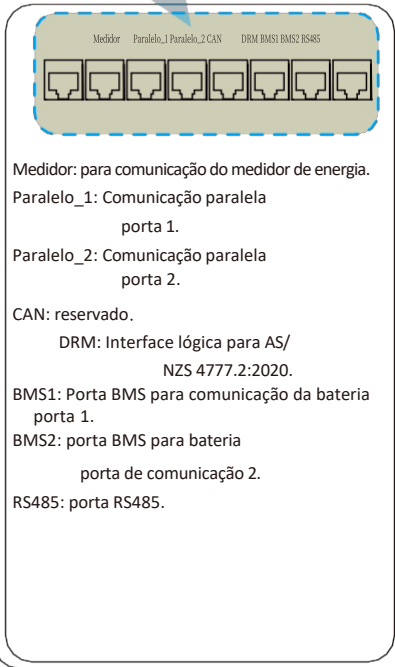 Medidor Paralelo_1 Paralelo_2 CAN DRM BMS1 BMS2 RS485
Medidor: para comunicação do medidor de energia.
Paralelo_1: Comunicação paralela
porta 1.
Paralelo_2: Comunicação paralela
porta 2.
CAN: reservado.
DRM: Interface lógica para AS/
NZS 4777.2:2020.
BMS1: Porta BMS para comunicação da bateria
porta 1.
BMS2: porta BMS para bateria
porta de comunicação 2.
RS485: porta RS485.